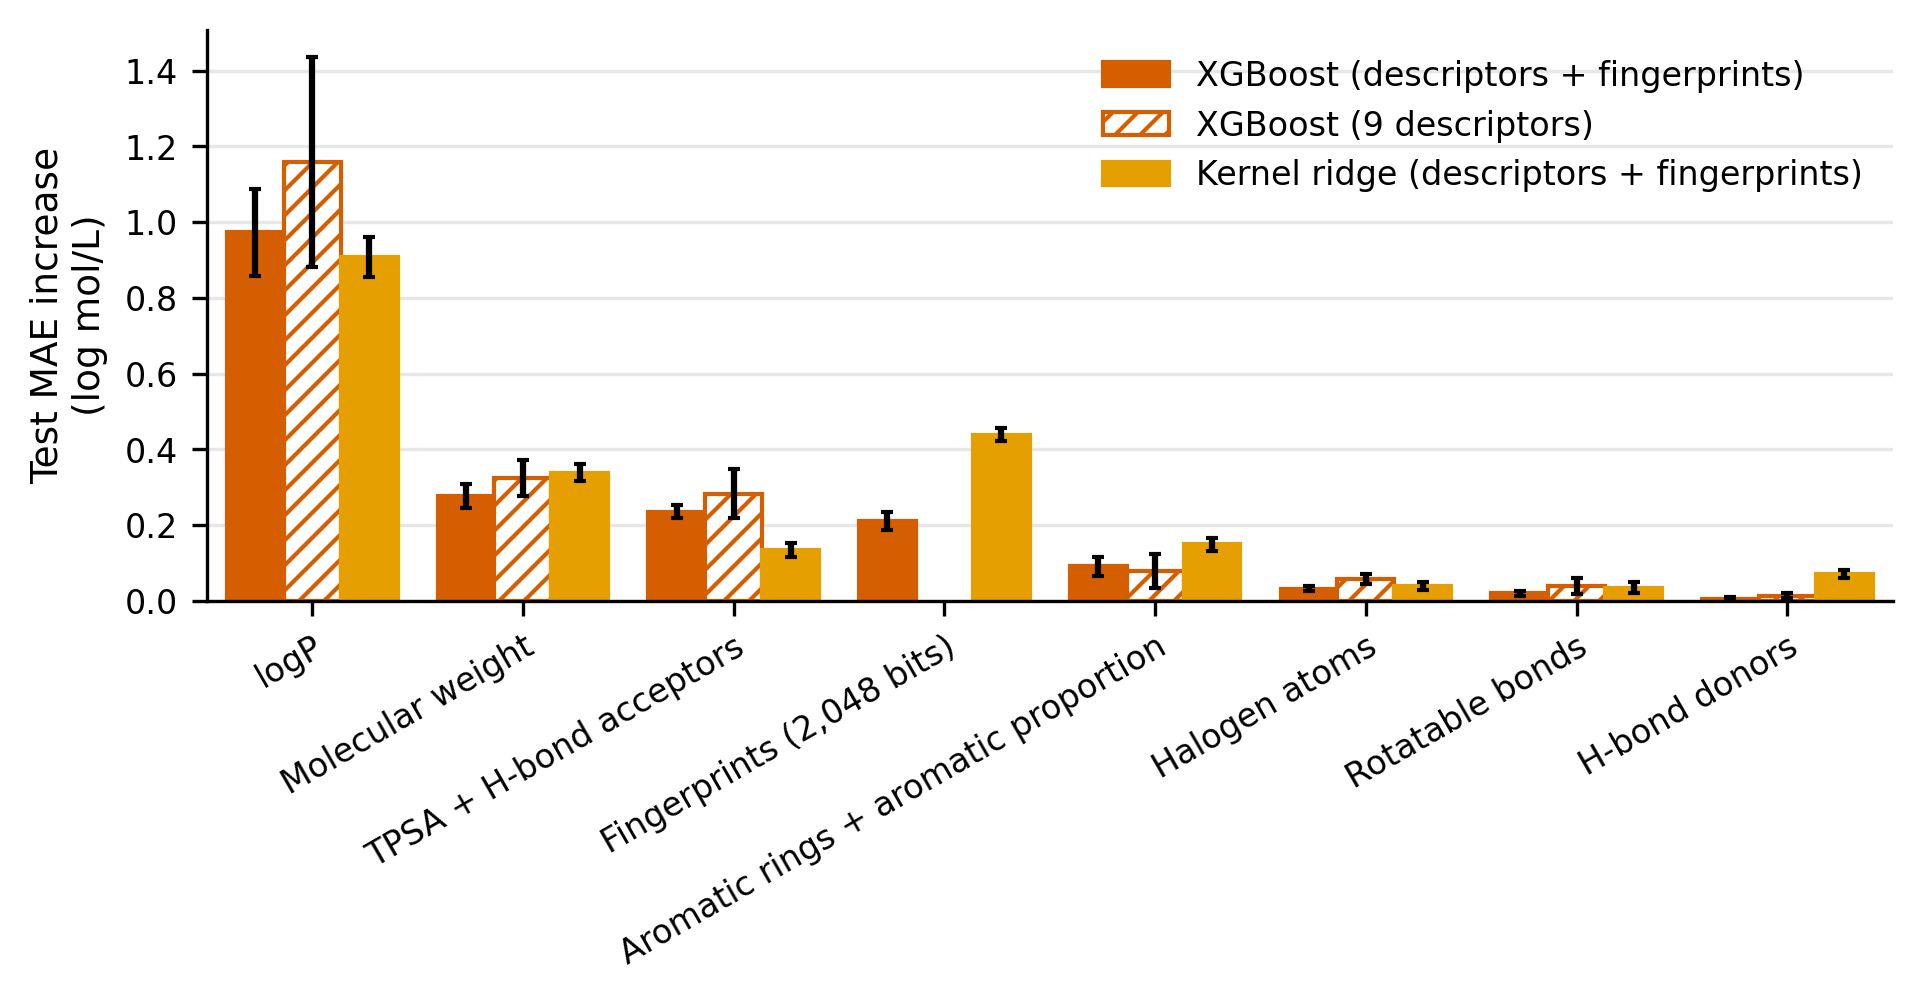 Test MAE increase
(log mol/L)
1.4
1.2
1.0
0.8
0.6
0.4
0.2
0.0
XGBoost (descriptors + fingerprints)
XGBoost (9 descriptors)
Kernel ridge (descriptors + fingerprints)
logP
Molecular weight
TPSA + H-bond acceptors
Fingerprints (2,048 bits)
Aromatic rings + aromatic proportion
Halogen atoms
Rotatable bonds
H-bond donors